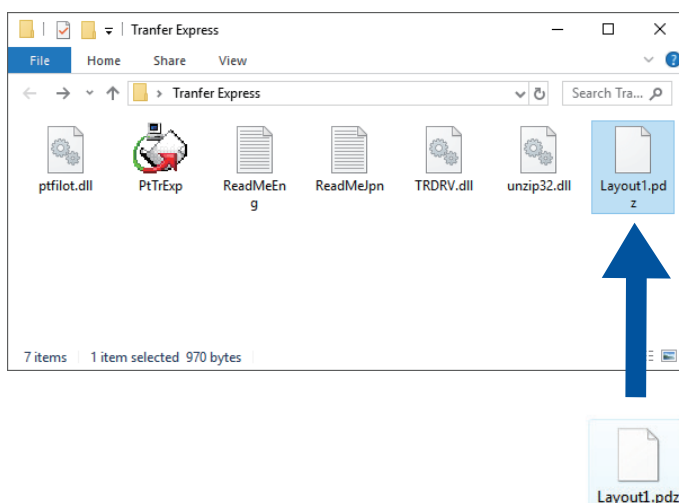 Tranfer Express
File Home Share View
Tranfer Express
Search Tra...
ptfilot.dll PtTrExp ReadMeEn ReadMeJpn TRDRV.dll unzip32.dll Layout1.pd
g z
7 items 1 item selected 970 bytes
Layout1.pdz